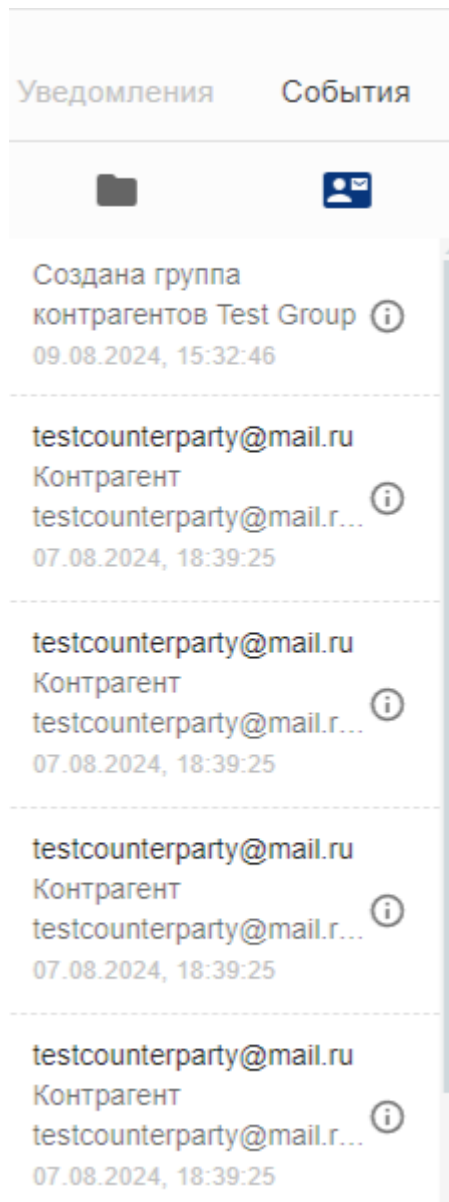 Уведомления События
Создана группа
контрагентов Test Group
09.08.2024, 15:32:46
testcounterparty@mail.ru
Контрагент
testcounterparty@mail.r...
07.08.2024, 18:39:25
testcounterparty@mail.ru
Контрагент
testcounterparty@mail.r...
07.08.2024, 18:39:25
testcounterparty@mail.ru
Контрагент
testcounterparty@mail.r...
07.08.2024, 18:39:25
testcounterparty@mail.ru
Контрагент
testcounterparty@mail.r...
07.08.2024, 18:39:25